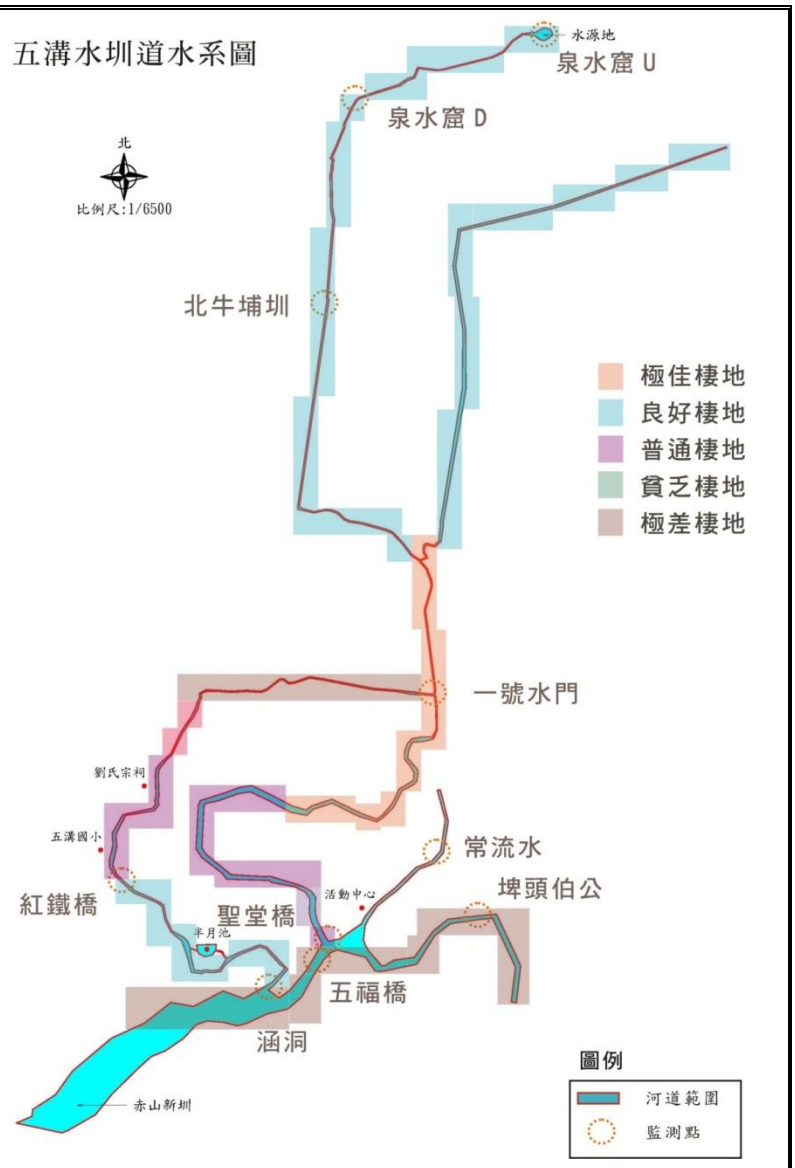 五溝水圳道水系圖
水源地
泉水窟 U
泉水窟 D
北
比例尺:1/6500
北牛埔圳
極佳棲地
良好棲地
普通棲地
貧乏棲地
極差棲地
一號水門
劉氏宗祠
五溝國小
常流水
埤頭伯公
活動中心
紅鐵橋
聖堂橋
半月池
五福橋
涵洞
赤山新圳
圖例
河道範圍
監測點